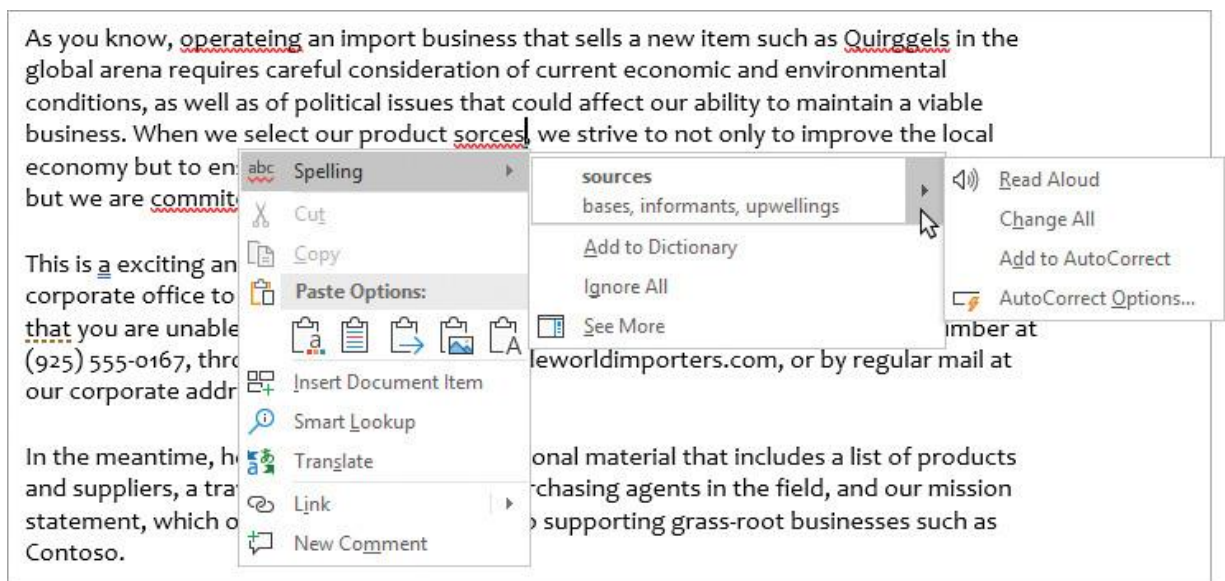 As you know, operateing an import business that sells a new item such as Quirggels in the
global arena requires careful consideration of current economic and environmental
conditions, as well as of political issues that could affect our ability to maintain a viable
business. When we select our product sorces, we strive to not only to improve the local
economy but to en
but we are commit
abc Spelling
Cut
Copy
Paste Options:
Insert Document Item
Smart Lookup
Translate
Link
New Comment
sources
bases, informants, upwellings
Add to Dictionary
Ignore All
See More
Read Aloud
Change All
Add to AutoCorrect
AutoCorrect Options...
This is a exciting an
corporate office to
that you are unable mber at
(925) 555-0167, thr leworldimporters.com, or by regular mail at
our corporate addr
In the meantime, h onal material that includes a list of products
and suppliers, a tra rchasing agents in the field, and our mission
statement, which o supporting grass-root businesses such as
Contoso.